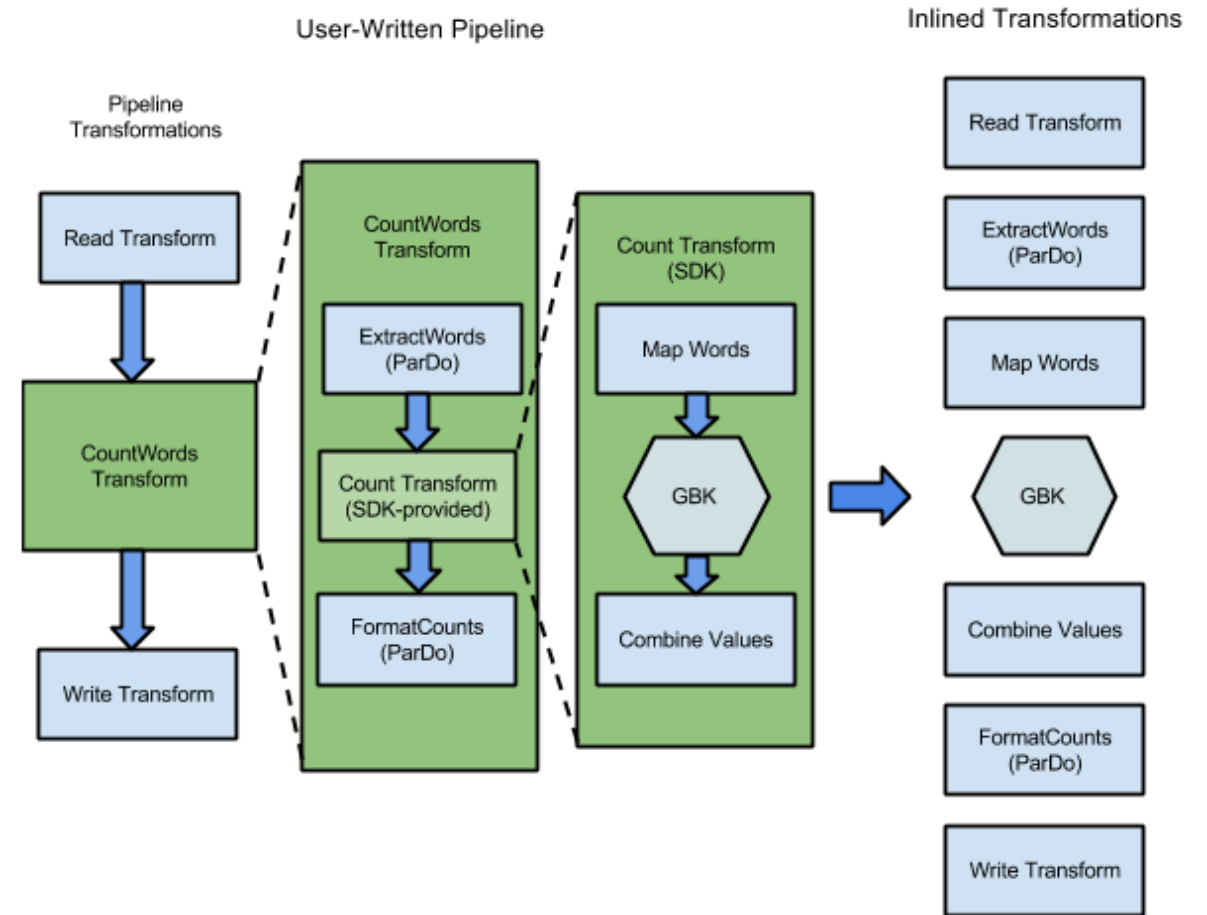 User-Written Pipeline
Inlined Transformations
Pipeline
Transformations
Read Transform
CountWords
Transform
Write Transform
CountWords
Transform
ExtractWords
(ParDo)
Count Transform
(SDK-provided)
FormatCounts
(ParDo)
Count Transform
(SDK)
Map Words
GBK
Combine Values
Read Transform
ExtractWords
(ParDo)
Map Words
GBK
Combine Values
FormatCounts
(ParDo)
Write Transform